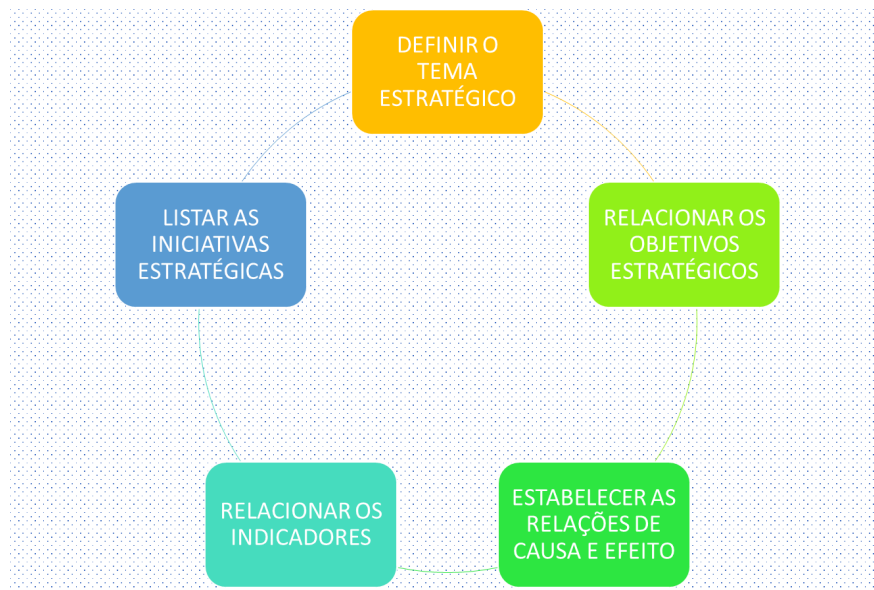 DEFINIR O
TEMA
ESTRATÉGICO
RELACIONAR OS
OBJETIVOS
ESTRATÉGICOS
ESTABELECER AS
RELAÇÕES DE
CAUSA E EFEITO
RELACIONAR OS
INDICADORES
LISTAR AS
INICIATIVAS
ESTRATÉGICAS